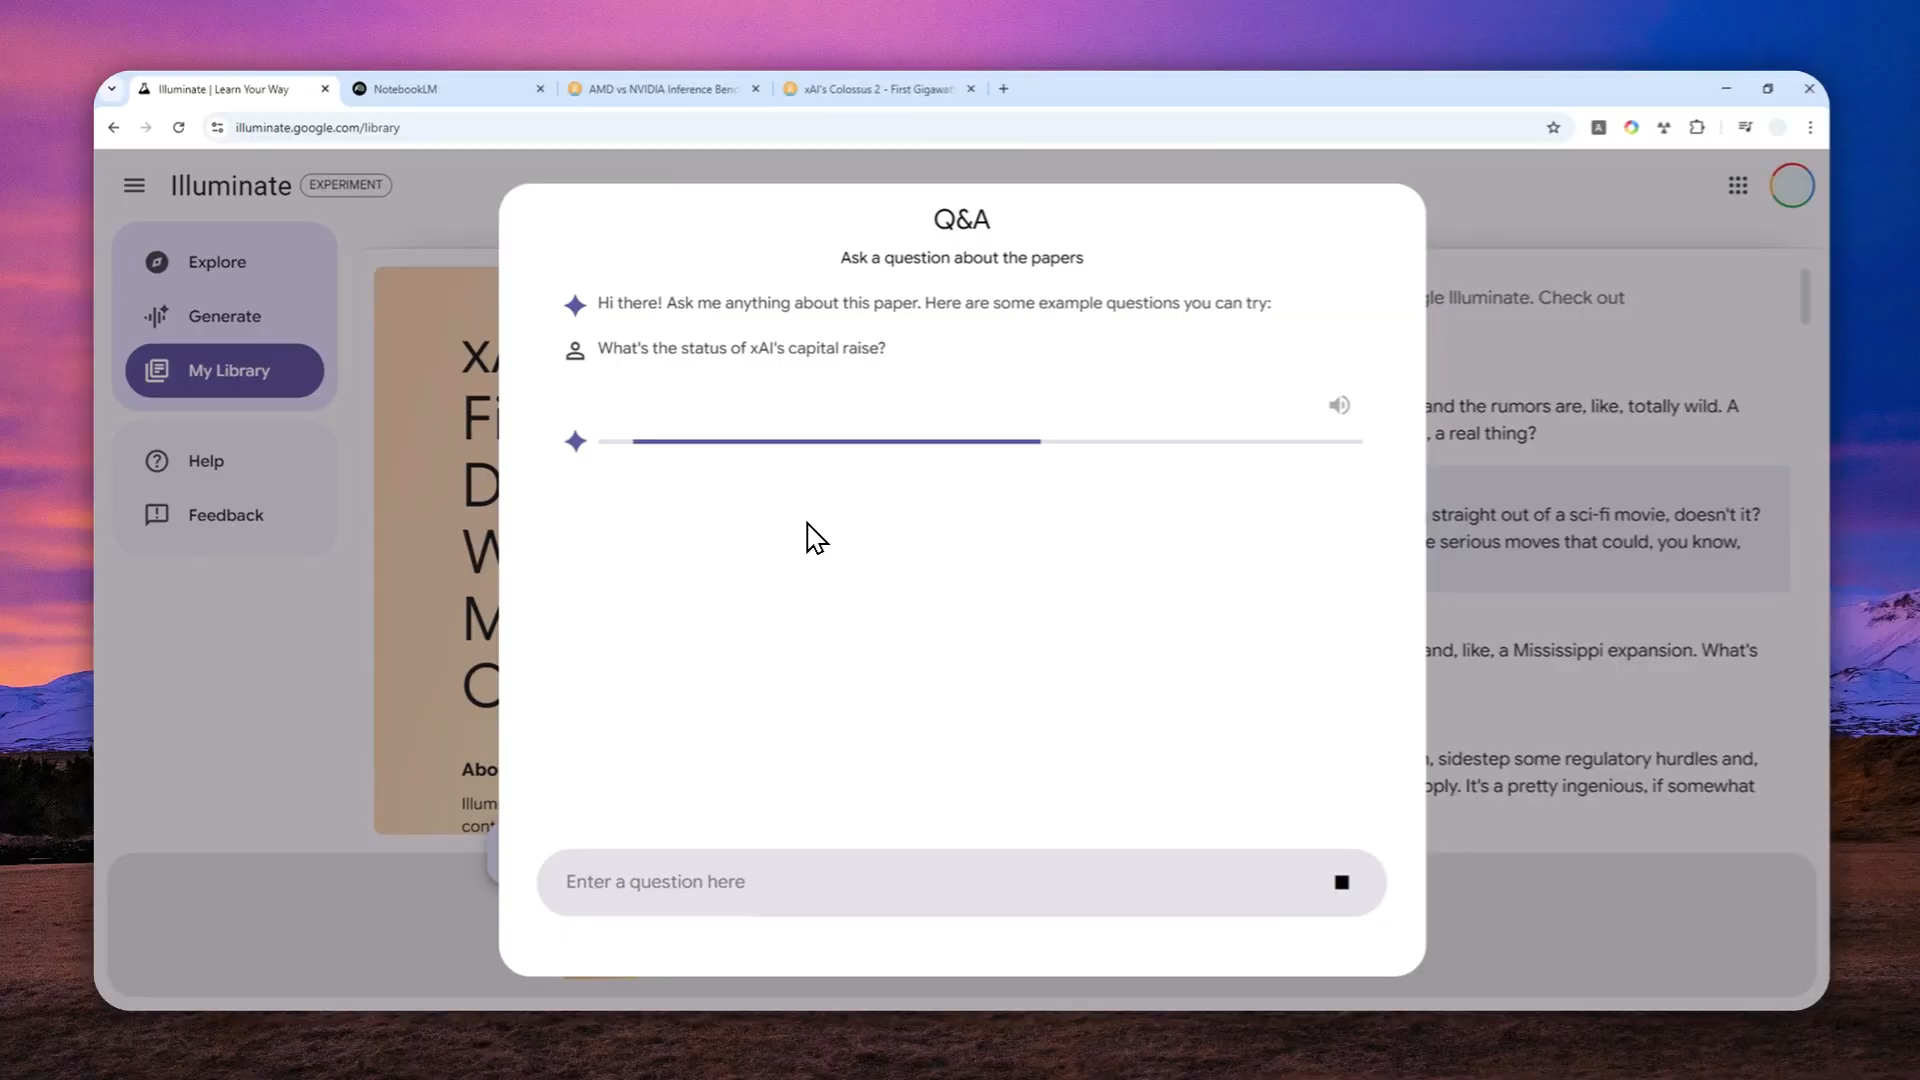 Illuminate | Learn Your Way
NotebookLM
AMD vs NVIDIA Inference Benc
xAI's Colossus 2 - First Gigawat
illuminate.google.com/library
Illuminate
EXPERIMENT
Explore
Generate
My Library
Help
Feedback
Abo
Illum
cont
Q&A
Ask a question about the papers
Hi there! Ask me anything about this paper. Here are some example questions you can try:
What's the status of xAI's capital raise?
Enter a question here
gle Illuminate. Check out
and the rumors are, like, totally wild. A
, a real thing?
straight out of a sci-fi movie, doesn't it?
e serious moves that could, you know,
and, like, a Mississippi expansion. What's
, sidestep some regulatory hurdles and,
pply. It's a pretty ingenious, if somewhat